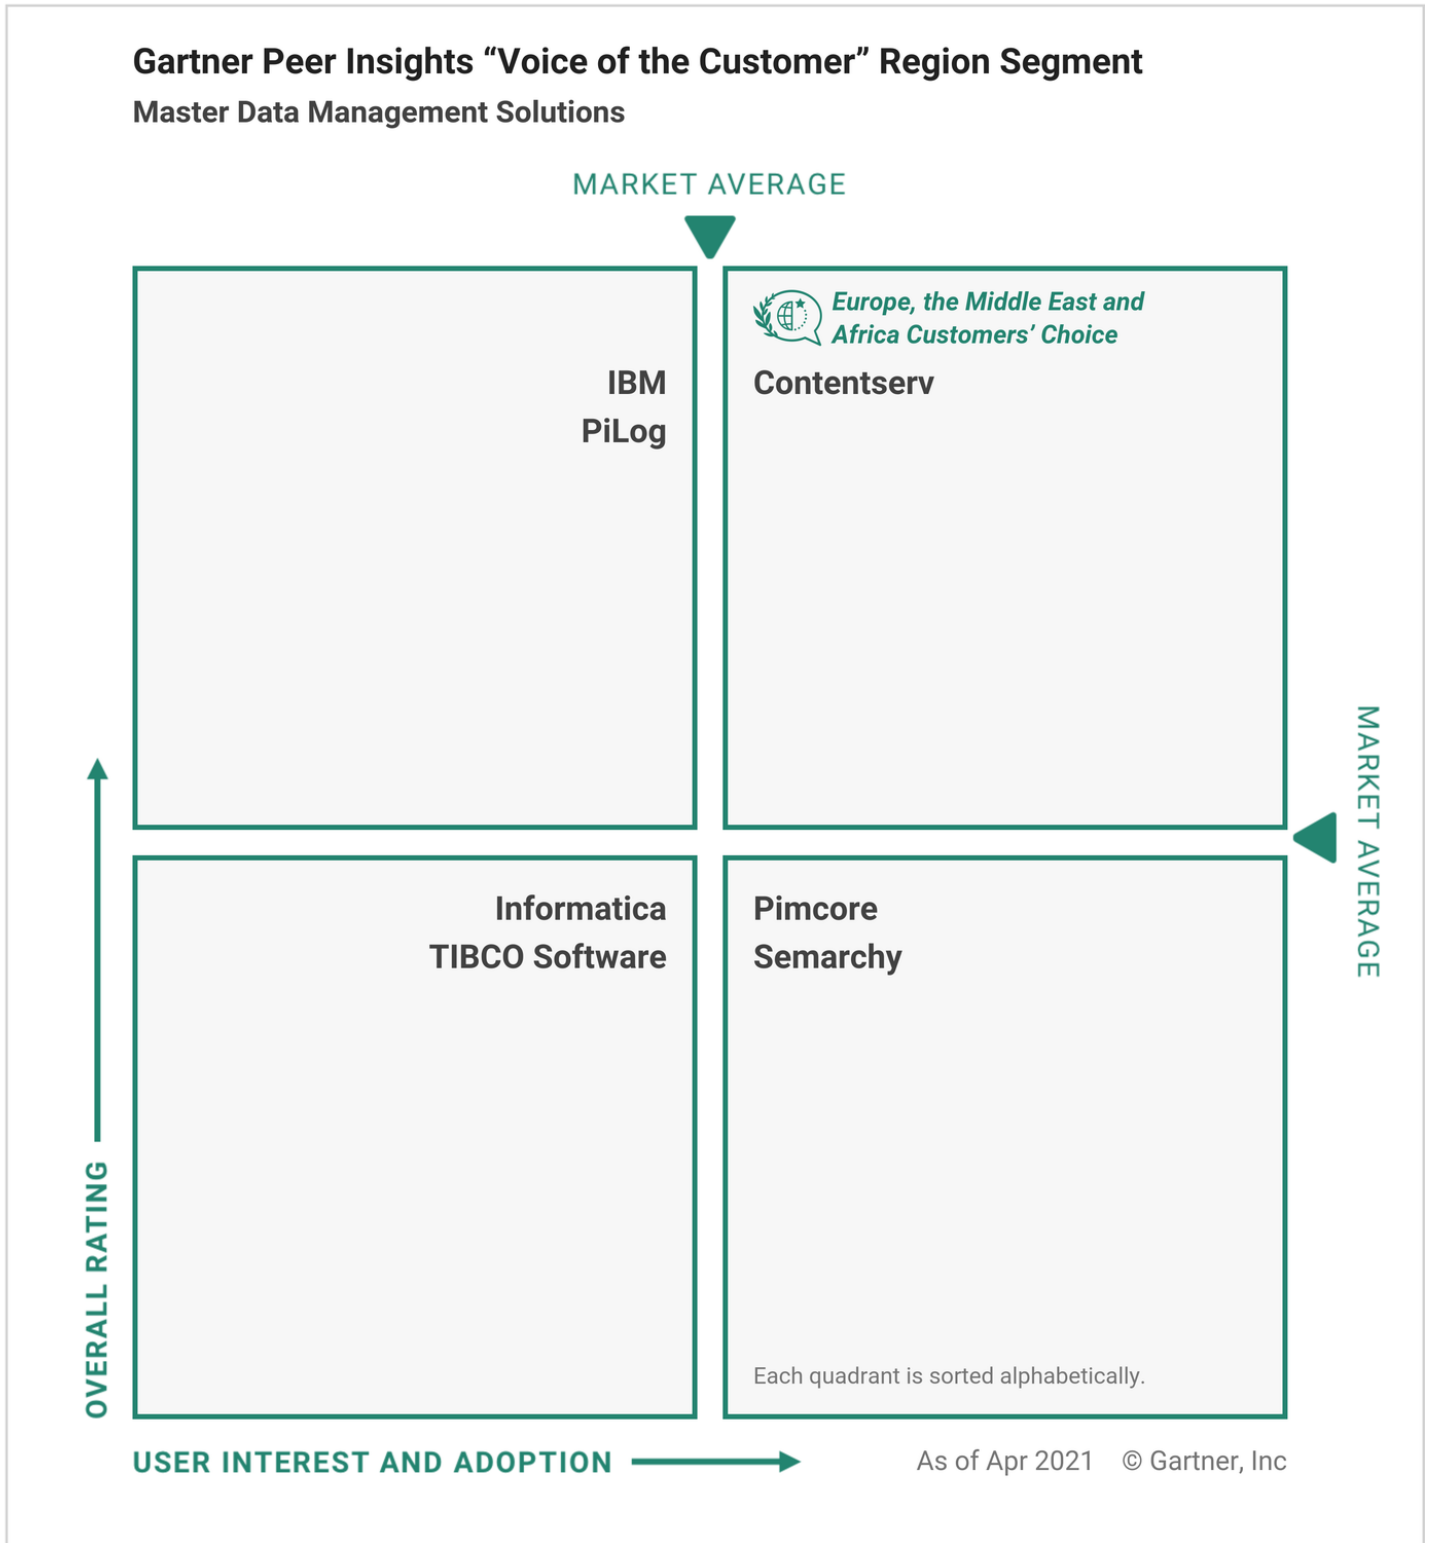 Gartner Peer Insights “Voice of the Customer” Region Segment
Master Data Management Solutions
MARKET AVERAGE
IBM
PiLog
Europe, the Middle East and
Africa Customers’ Choice
Contentserv
MARKET AVERAGE
Informatica
TIBCO Software
Pimcore
Semarchy
Each quadrant is sorted alphabetically.
OVERALL RATING
USER INTEREST AND ADOPTION
As of Apr 2021 © Gartner, Inc